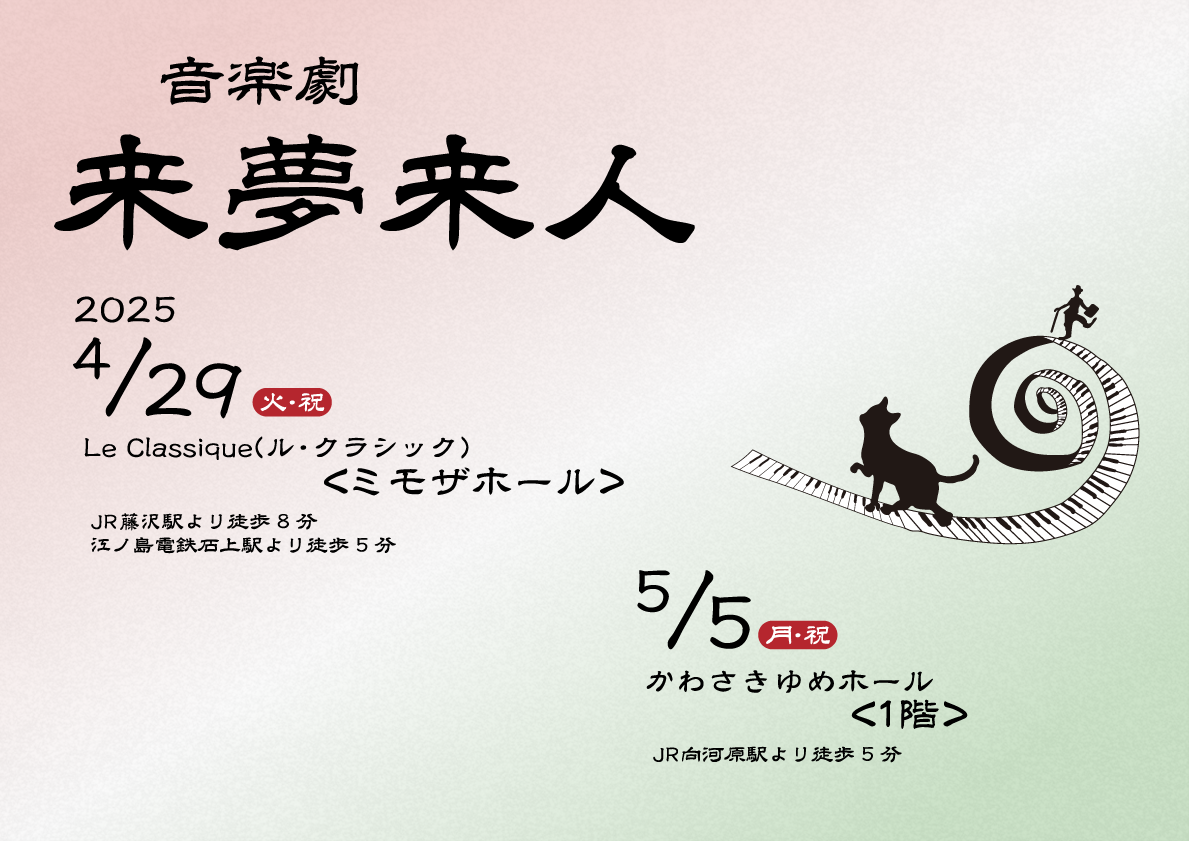 音楽劇
来夢来人
2025
4/29 火・祝
Le Classique(ル・クラシック)
<ミモザホール>
JR藤沢駅より徒歩8分
江ノ島電鉄石上駅より徒歩5分
5/5 月・祝
かわさきゆめホール
<1階>
JR向河原駅より徒歩5分